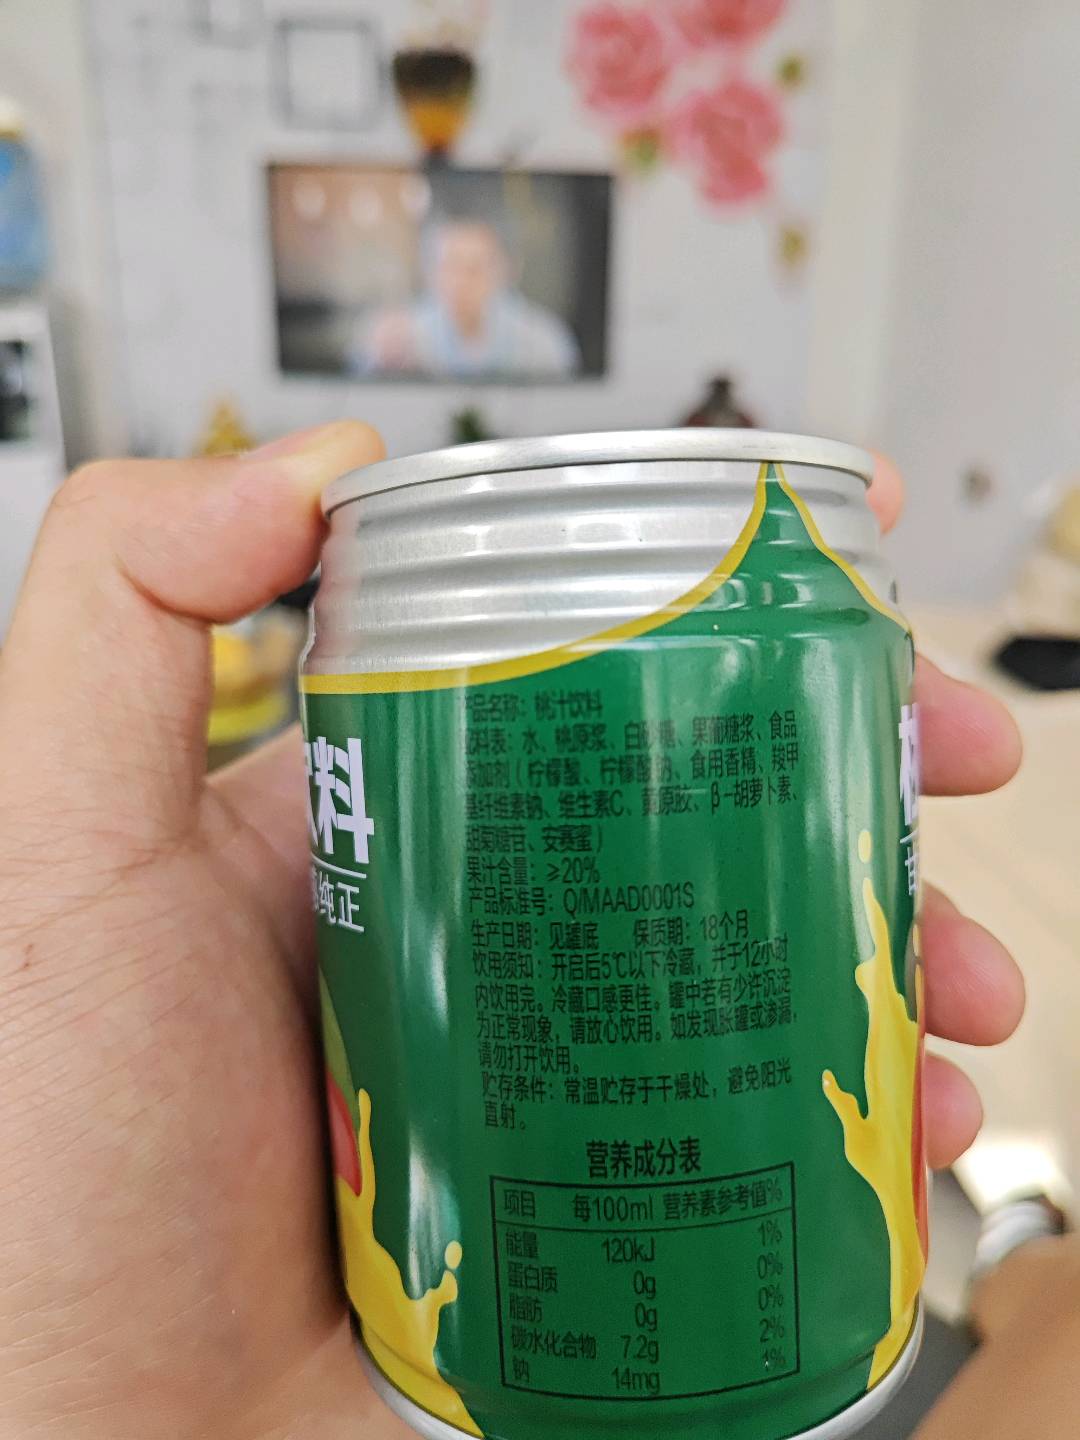 饮料
纯正
产品名称：桃汁饮料
配料表：水、桃原浆、白砂糖、果葡糖浆、食品
添加剂（柠檬酸、柠檬酸钠、食用香精、羧甲
基纤维素钠、维生素C、黄原胶、β-胡萝卜素、
甜菊糖苷、安赛蜜）
果汁含量：≥20%
产品标准号：Q/MAAD0001S
生产日期：见罐底 保质期：18个月
饮用须知：开启后5℃以下冷藏，并于12小时
内饮用完。冷藏口感更佳。罐中若有少许沉淀
为正常现象，请放心饮用。如发现胀罐或渗漏，
请勿打开饮用。
贮存条件：常温贮存于干燥处，避免阳光
直射。
营养成分表
项目 每100ml 营养素参考值%
能量 120kJ 1%
蛋白质 0g 0%
脂肪 0g 0%
碳水化合物 7.2g 2%
钠 14mg 1%